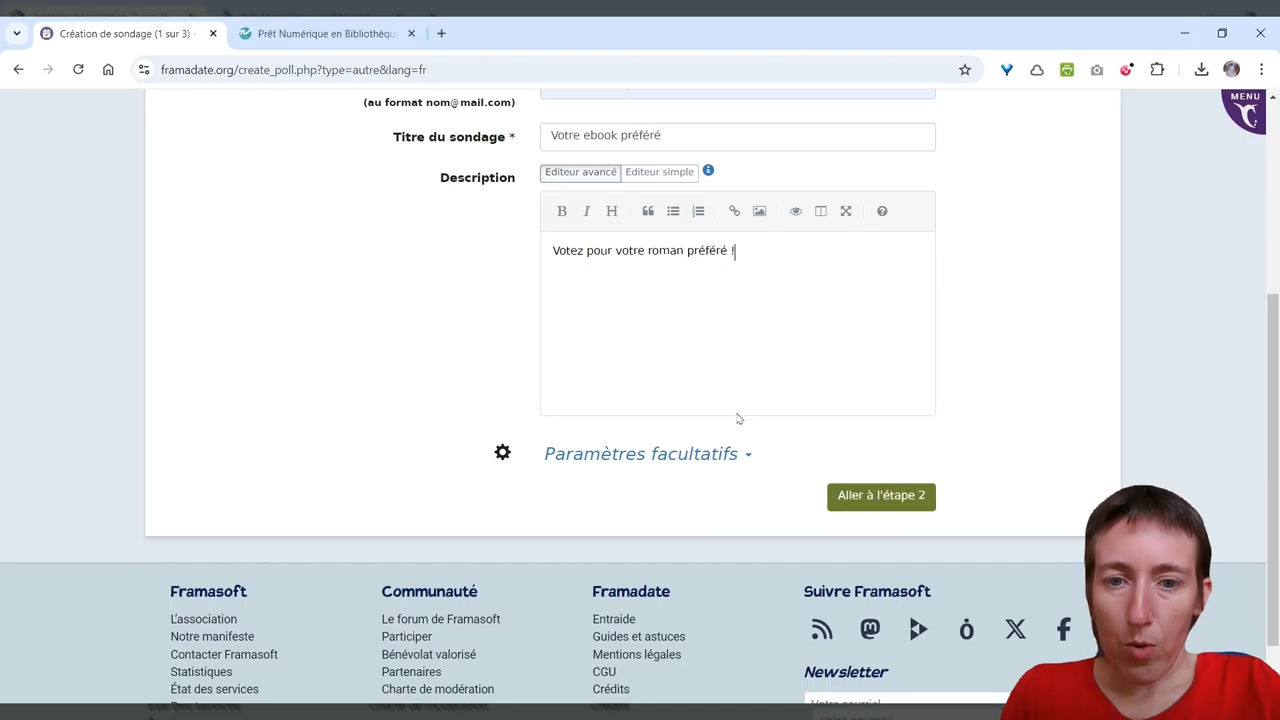 Création de sondage (1 sur 3) -
Prêt Numérique en Bibliothèqu
framadate.org/create_poll.php?type=autre&lang=fr
MENU
(au format nom@mail.com)
Titre du sondage *
Votre ebook préféré
Description
Editeur avancé
Editeur simple
B I H
Votez pour votre roman préféré !
Paramètres facultatifs
Aller à l'étape 2
Framasoft
L’association
Notre manifeste
Contacter Framasoft
Statistiques
État des services
Communauté
Le forum de Framasoft
Participer
Bénévolat valorisé
Partenaires
Charte de modération
Framadate
Entraide
Guides et astuces
Mentions légales
CGU
Crédits
Suivre Framasoft
Newsletter